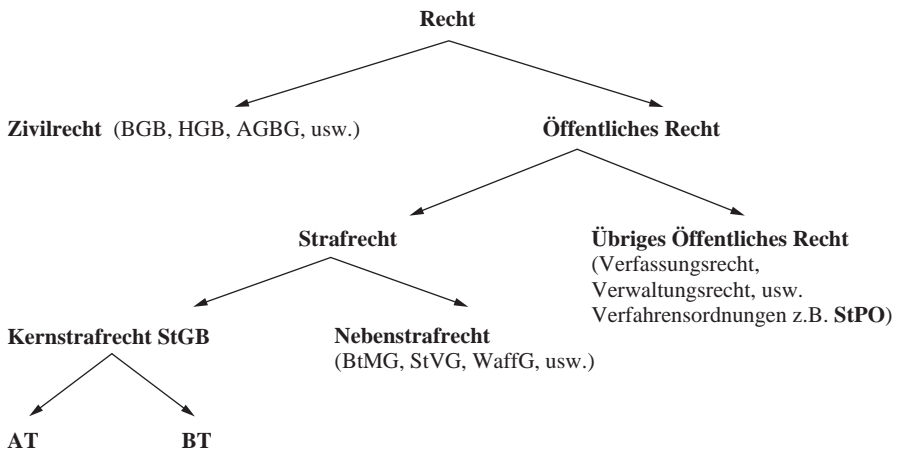 Recht
Zivilrecht (BGB, HGB, AGBG, usw.)
Öffentliches Recht
Strafrecht
Übriges Öffentliches Recht
(Verfassungsrecht,
Verwaltungsrecht, usw.
Verfahrensordnungen z.B. StPO)
Kernstrafrecht StGB
Nebenstrafrecht
(BtMG, StVG, WaffG, usw.)
AT
BT